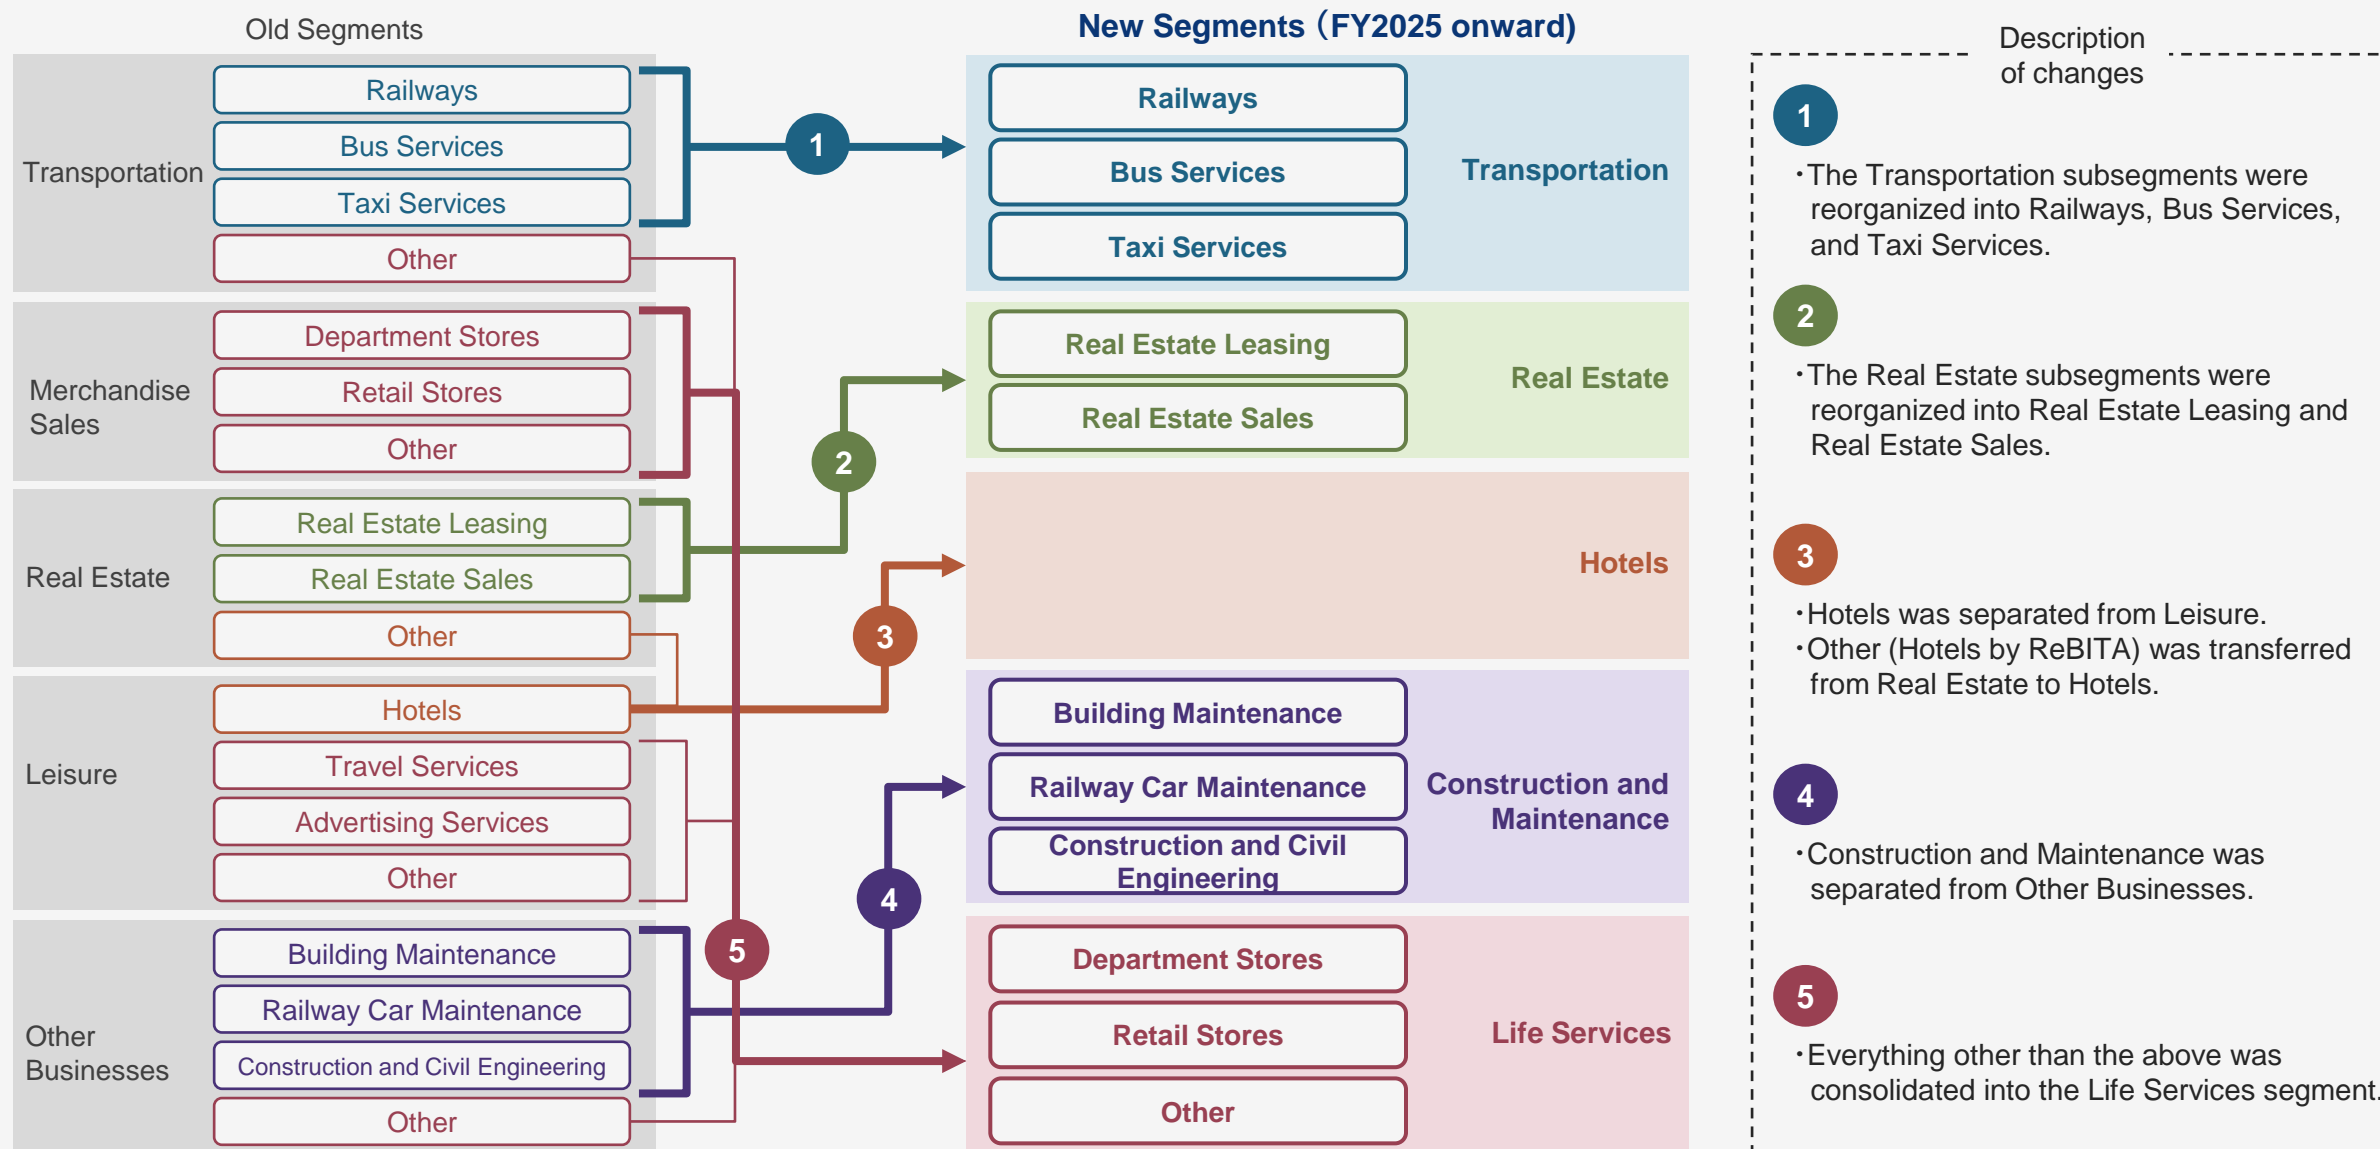 Old Segments
Transportation
Railways
Bus Services
Taxi Services
Other
Merchandise
Sales
Department Stores
Retail Stores
Other
Real Estate
Real Estate Leasing
Real Estate Sales
Other
Leisure
Hotels
Travel Services
Advertising Services
Other
Other
Businesses
Building Maintenance
Railway Car Maintenance
Construction and Civil Engineering
Other
1
2
3
4
5
New Segments（FY2025 onward)
Railways
Bus Services
Taxi Services
Transportation
Real Estate Leasing
Real Estate Sales
Real Estate
Hotels
Building Maintenance
Railway Car Maintenance
Construction and Civil
Engineering
Construction and
Maintenance
Department Stores
Retail Stores
Other
Life Services
Description
of changes
1
・The Transportation subsegments were
reorganized into Railways, Bus Services,
and Taxi Services.
2
・The Real Estate subsegments were
reorganized into Real Estate Leasing and
Real Estate Sales.
3
・Hotels was separated from Leisure.
・Other (Hotels by ReBITA) was transferred
from Real Estate to Hotels.
4
・Construction and Maintenance was
separated from Other Businesses.
5
・Everything other than the above was
consolidated into the Life Services segment.